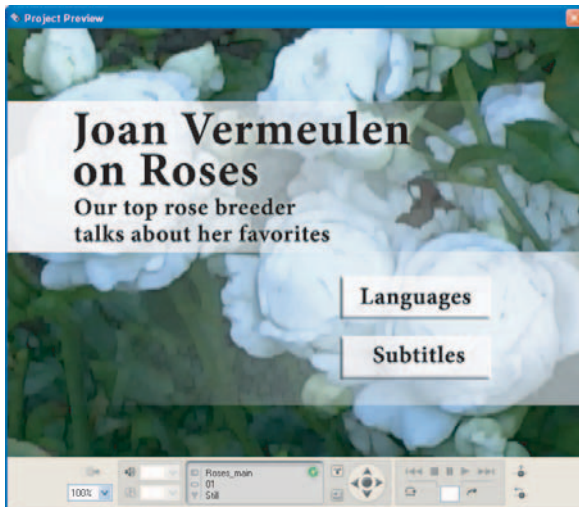 Project Preview
Joan Vermeulen
on Roses
Our top rose breeder
talks about her favorites
Languages
Subtitles
Roses_main
01
Still
100%